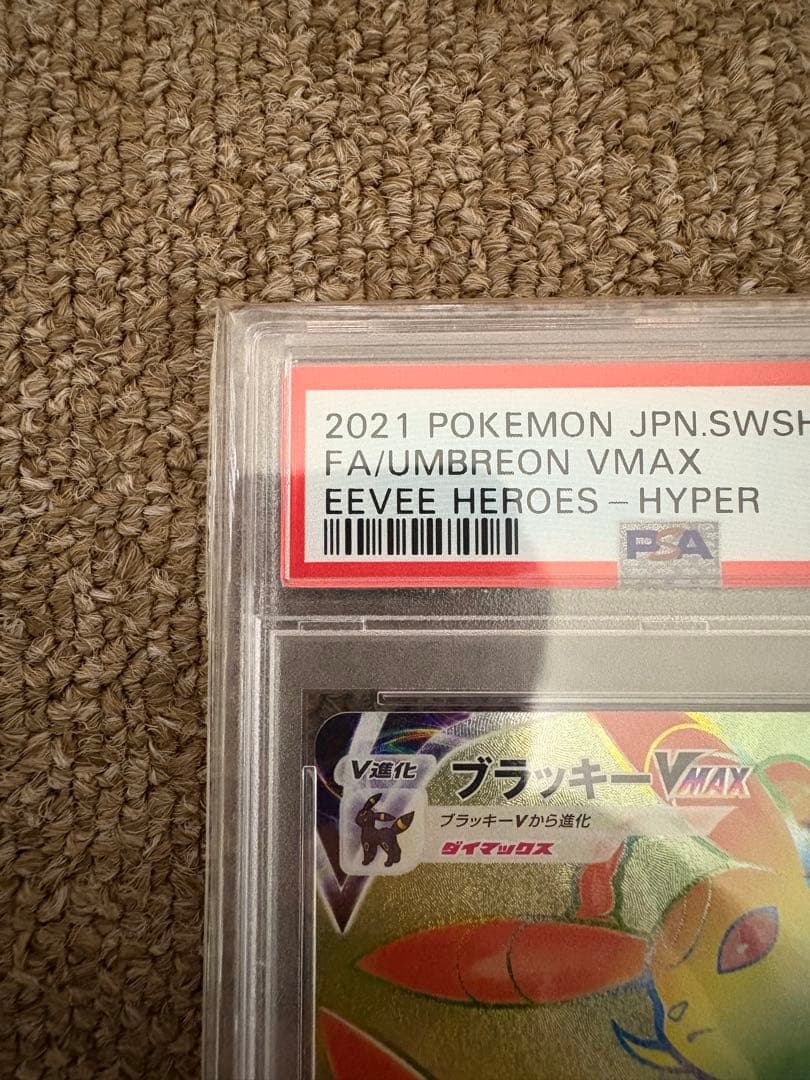 2021 POKEMON JPN.SWSH
FA/UMBREON VMAX
EEVEE HEROES-HYPER
PSA
V進化
ブラッキーVMAX
ブラッキーVから進化
ダイマックス